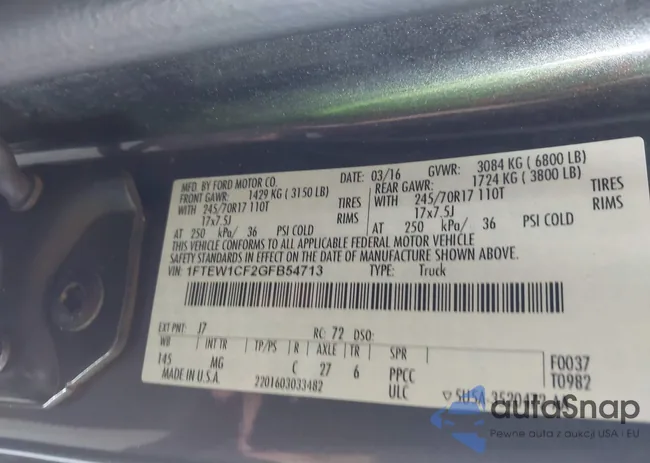 MFD. BY FORD MOTOR CO. DATE: 03/16 GVWR: 3084 KG ( 6800 LB)
FRONT GAWR: 1429 KG ( 3150 LB) REAR GAWR: 1724 KG ( 3800 LB)
WITH 245/70R17 110T TIRES WITH 245/70R17 110T TIRES
17x7.5J RIMS 17x7.5J RIMS
AT 250 kPa/ 36 PSI COLD AT 250 kPa/ 36 PSI COLD
THIS VEHICLE CONFORMS TO ALL APPLICABLE FEDERAL MOTOR VEHICLE
SAFETY STANDARDS IN EFFECT ON THE DATE OF MANUFACTURE SHOWN ABOVE.
VIN: 1FTEW1CF2GFB54713 TYPE: Truck
EXT PNT: J7 RC: 72 DSO:
WB INT TR TP/PS R AXLE TR SPR F0037
145 MG C 27 6 PPCC T0982
MADE IN U.S.A. 2201603033482 ULC
autoSnap
Pewne auta z aukcji USA i EU